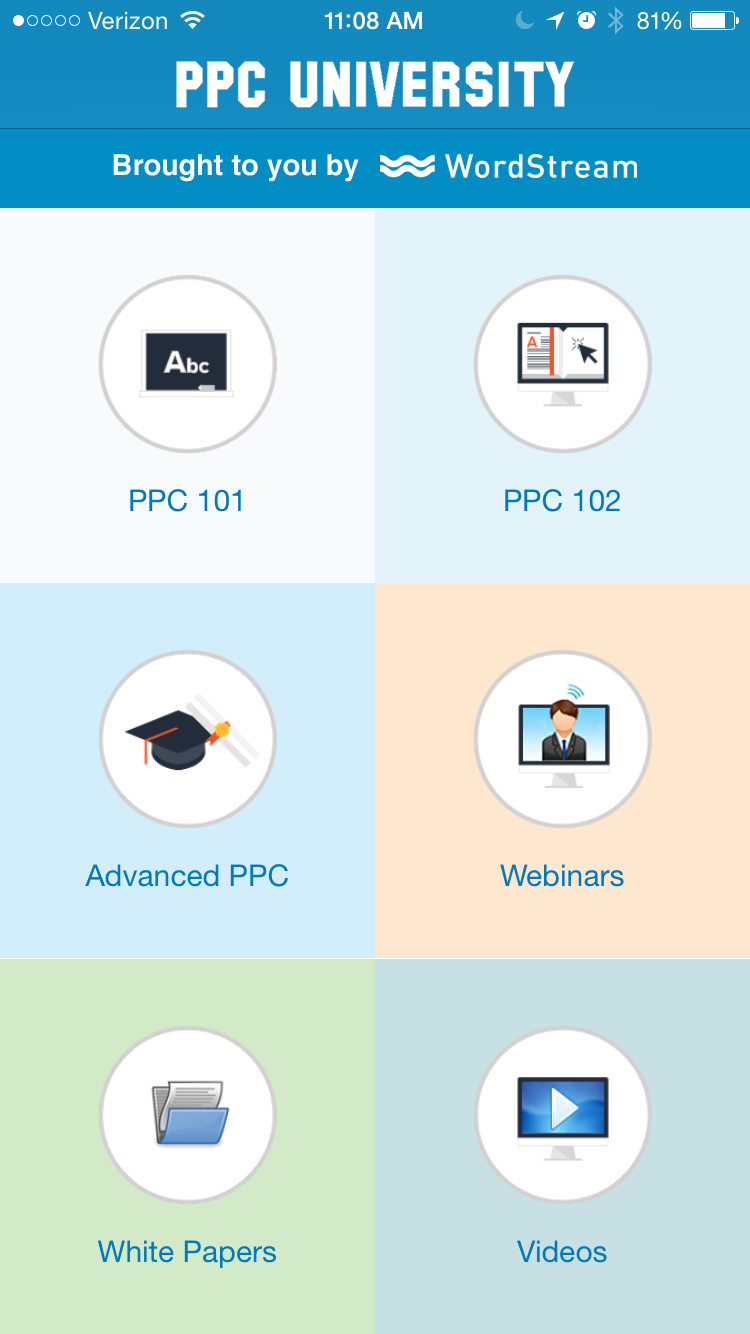 Verizon 11:08 AM 81%
PPC UNIVERSITY
Brought to you by WordStream
Abc
A
PPC 101
PPC 102
Advanced PPC
Webinars
White Papers
Videos